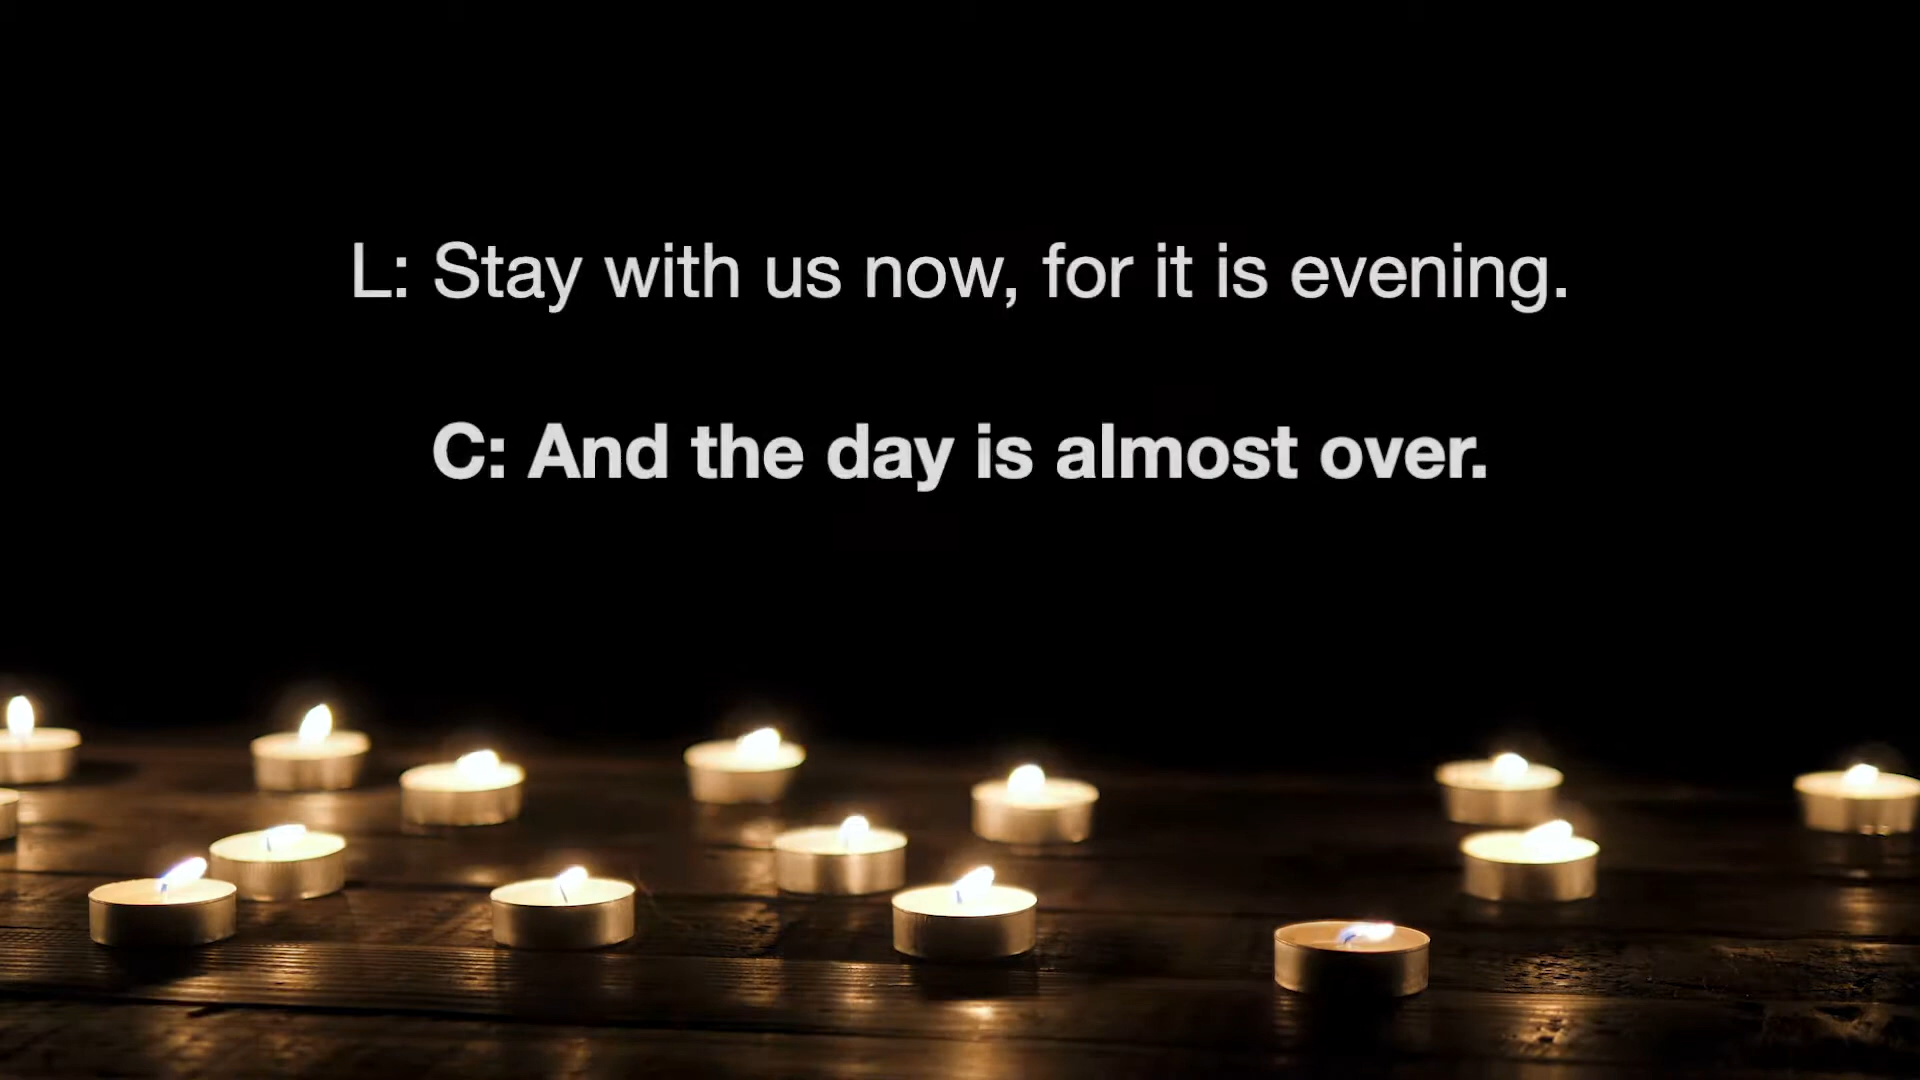 L: Stay with us now, for it is evening.
C: And the day is almost over.